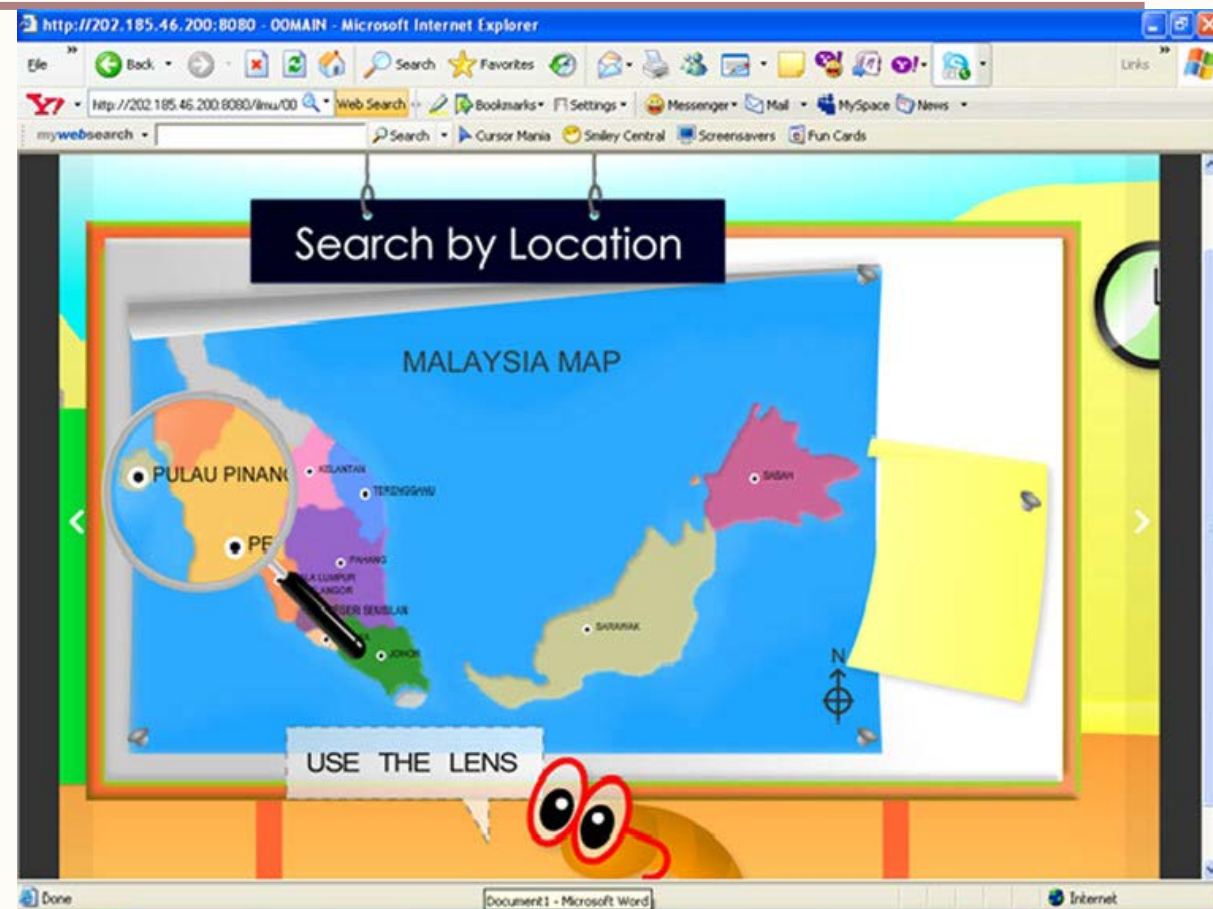 http://202.185.46.200:8080 - 00MAIN - Microsoft Internet Explorer
File Back Search Favorites Links
http://202.185.46.200:8080/ilmu/00 Web Search Bookmarks Settings Messenger Mail MySpace News
mywebsearch Search Cursor Mania Smiley Central Screensavers Fun Cards
Search by Location
MALAYSIA MAP
PULAU PINANG
KELANTAN
TERENGGANU
SABAH
PE
PAHANG
LA LUMPUR
LANGOR
NEGERI SEMBILAN
SARAWAK
JOHOR
N
USE THE LENS
Done Document1 - Microsoft Word Internet